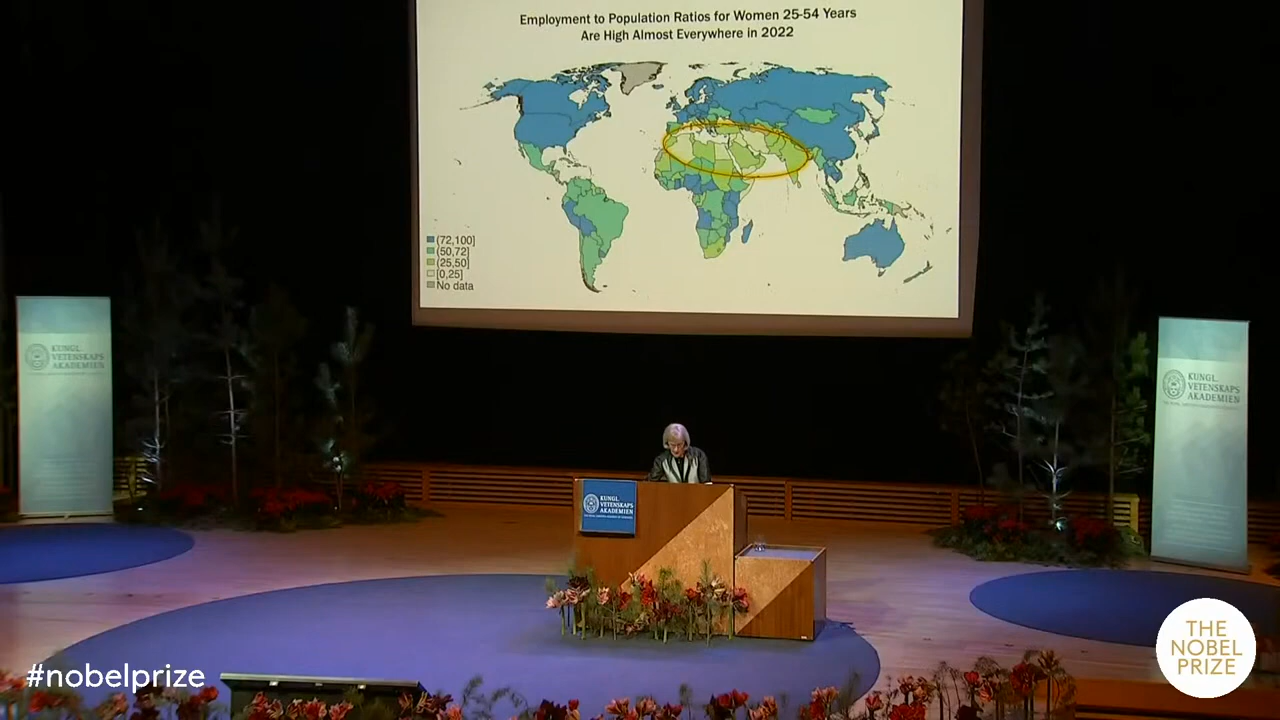 Employment to Population Ratios for Women 25-54 Years
Are High Almost Everywhere in 2022
(72,100]
(50,72]
(25,50]
[0,25]
No data
KUNGL.
VETENSKAPS
AKADEMIEN
KUNGL.
VETENSKAPS
AKADEMIEN
KUNGL.
VETENSKAPS
AKADEMIEN
#nobelprize
THE
NOBEL
PRIZE